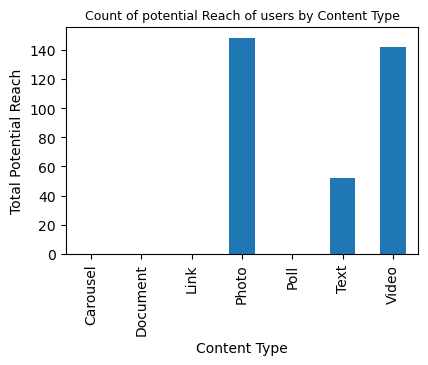 Count of potential Reach of users by Content Type
Total Potential Reach
140
120
100
80
60
40
20
0
Carousel
Document
Link
Photo
Poll
Text
Video
Content Type